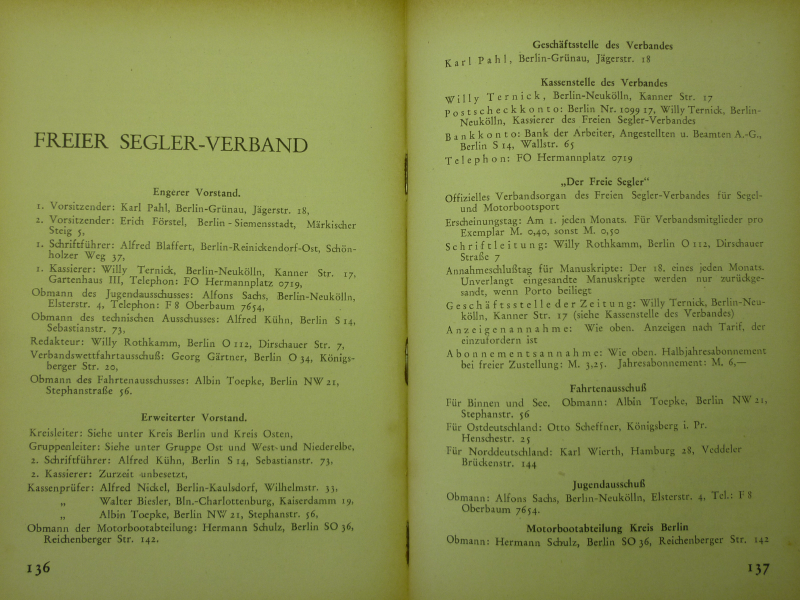 FREIER SEGLER-VERBAND
Engerer Vorstand.
1. Vorsitzender: Karl Pahl, Berlin-Grünau, Jägerstr. 18,
2. Vorsitzender: Erich Förstel, Berlin-Siemensstadt, Märkischer
Steig 5,
1. Schriftführer: Alfred Blaffert, Berlin-Reinickendorf-Ost, Schön-
holzer Weg 37,
1. Kassierer: Willy Ternick, Berlin-Neukölln, Kanner Str. 17,
Gartenhaus III, Telephon: FO Hermannplatz 0719,
Obmann des Jugendausschusses: Alfons Sachs, Berlin-Neukölln,
Elsterstr. 4, Telephon: F 8 Oberbaum 7654,
Obmann des technischen Ausschusses: Alfred Kühn, Berlin S 14,
Sebastianstr. 73,
Redakteur: Willy Rothkamm, Berlin O 112, Dirschauer Str. 7,
Verbandswettfahrtausschuß: Georg Gärtner, Berlin O 34, Königs-
berger Str. 20,
Obmann des Fahrtenausschusses: Albin Toepke, Berlin NW 21,
Stephanstraße 56.
Erweiterter Vorstand.
Kreisleiter: Siehe unter Kreis Berlin und Kreis Osten,
Gruppenleiter: Siehe unter Gruppe Ost und West- und Niederelbe,
2. Schriftführer: Alfred Kühn, Berlin S 14, Sebastianstr. 73,
2. Kassierer: Zurzeit unbesetzt,
Kassenprüfer: Alfred Nickel, Berlin-Kaulsdorf, Wilhelmstr. 33,
„ Walter Biesler, Bln.-Charlottenburg, Kaiserdamm 19,
„ Albin Toepke, Berlin NW 21, Stephanstr. 56,
Obmann der Motorbootabteilung: Hermann Schulz, Berlin SO 36,
Reichenberger Str. 142.
136
Geschäftsstelle des Verbandes
Karl Pahl, Berlin-Grünau, Jägerstr. 18
Kassenstelle des Verbandes
Willy Ternick, Berlin-Neukölln, Kanner Str. 17
Postscheckkonto: Berlin Nr. 1099 17, Willy Ternick, Berlin-
Neukölln, Kassierer des Freien Segler-Verbandes
Bankkonto: Bank der Arbeiter, Angestellten u. Beamten A.-G.,
Berlin S 14, Wallstr. 65
Telephon: FO Hermannplatz 0719
„Der Freie Segler“
Offizielles Verbandsorgan des Freien Segler-Verbandes für Segel-
und Motorbootsport
Erscheinungstag: Am 1. jeden Monats. Für Verbandsmitglieder pro
Exemplar M. 0,40, sonst M. 0,50
Schriftleitung: Willy Rothkamm, Berlin O 112, Dirschauer
Straße 7
Annahmeschlußtag für Manuskripte: Der 18. eines jeden Monats.
Unverlangt eingesandte Manuskripte werden nur zurückge-
sandt, wenn Porto beiliegt
Geschäftsstelle der Zeitung: Willy Ternick, Berlin-Neu-
kölln, Kanner Str. 17 (siehe Kassenstelle des Verbandes)
Anzeigenannahme: Wie oben. Anzeigen nach Tarif, der
einzufordern ist
Abonnementsannahme: Wie oben. Halbjahresabonnement
bei freier Zustellung: M. 3,25. Jahresabonnement: M. 6,—
Fahrtenausschuß
Für Binnen und See. Obmann: Albin Toepke, Berlin NW 21,
Stephanstr. 56
Für Ostdeutschland: Otto Scheffner, Königsberg i. Pr.
Henschestr. 25
Für Norddeutschland: Karl Wierth, Hamburg 28, Veddeler
Brückenstr. 144
Jugendausschuß
Obmann: Alfons Sachs, Berlin-Neukölln, Elsterstr. 4, Tel.: F 8
Oberbaum 7654.
Motorbootabteilung Kreis Berlin
Obmann: Hermann Schulz, Berlin SO 36, Reichenberger Str. 142
137